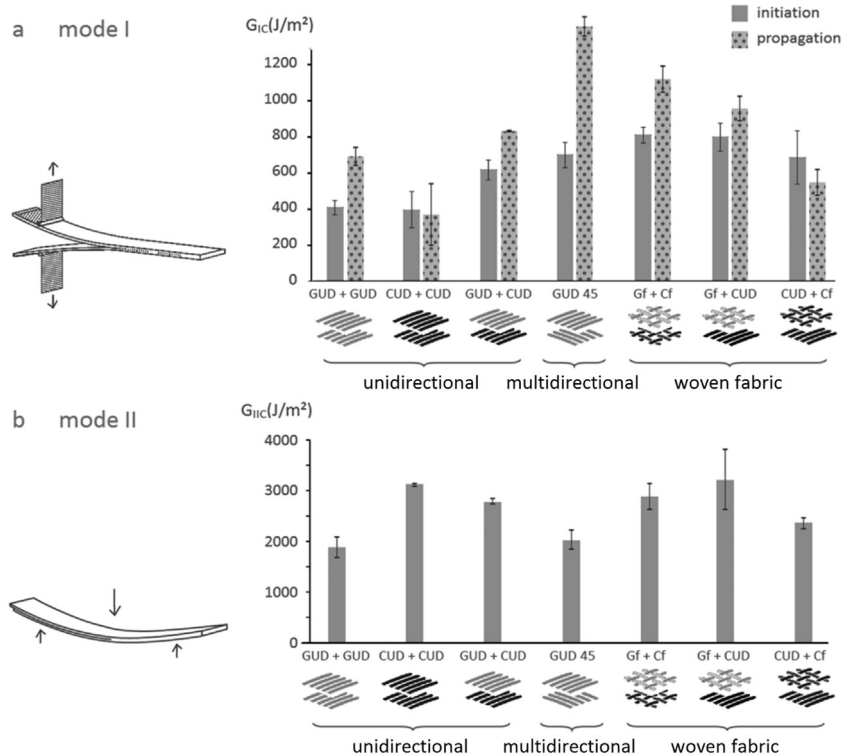 a mode I
G_IC(J/m²)
initiation
propagation
1200
1000
800
600
400
200
0
GUD + GUD CUD + CUD GUD + CUD GUD 45 Gf + Cf Gf + CUD CUD + Cf
unidirectional multidirectional woven fabric
b mode II
G_IIC(J/m²)
4000
3000
2000
1000
0
GUD + GUD CUD + CUD GUD + CUD GUD 45 Gf + Cf Gf + CUD CUD + Cf
unidirectional multidirectional woven fabric